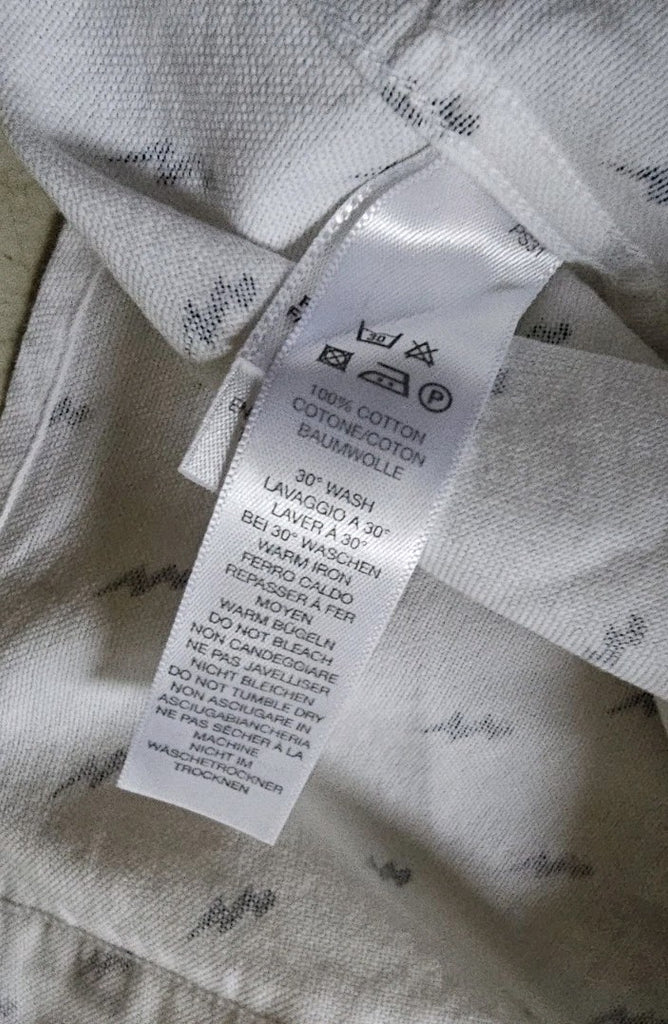 PS31
30
P
100% COTTON
COTONE/COTON
BAUMWOLLE
30° WASH
LAVAGGIO A 30°
LAVER À 30°
BEI 30° WASCHEN
WARM IRON
FERRO CALDO
REPASSER À FER
MOYEN
WARM BÜGELN
DO NOT BLEACH
NON CANDEGGIARE
NE PAS JAVELLISER
NICHT BLEICHEN
DO NOT TUMBLE DRY
NON ASCIUGARE IN
ASCIUGABIANCHERIA
NE PAS SÉCHER À LA
MACHINE
NICHT IM
WASCHETROCKNER
TROCKNEN